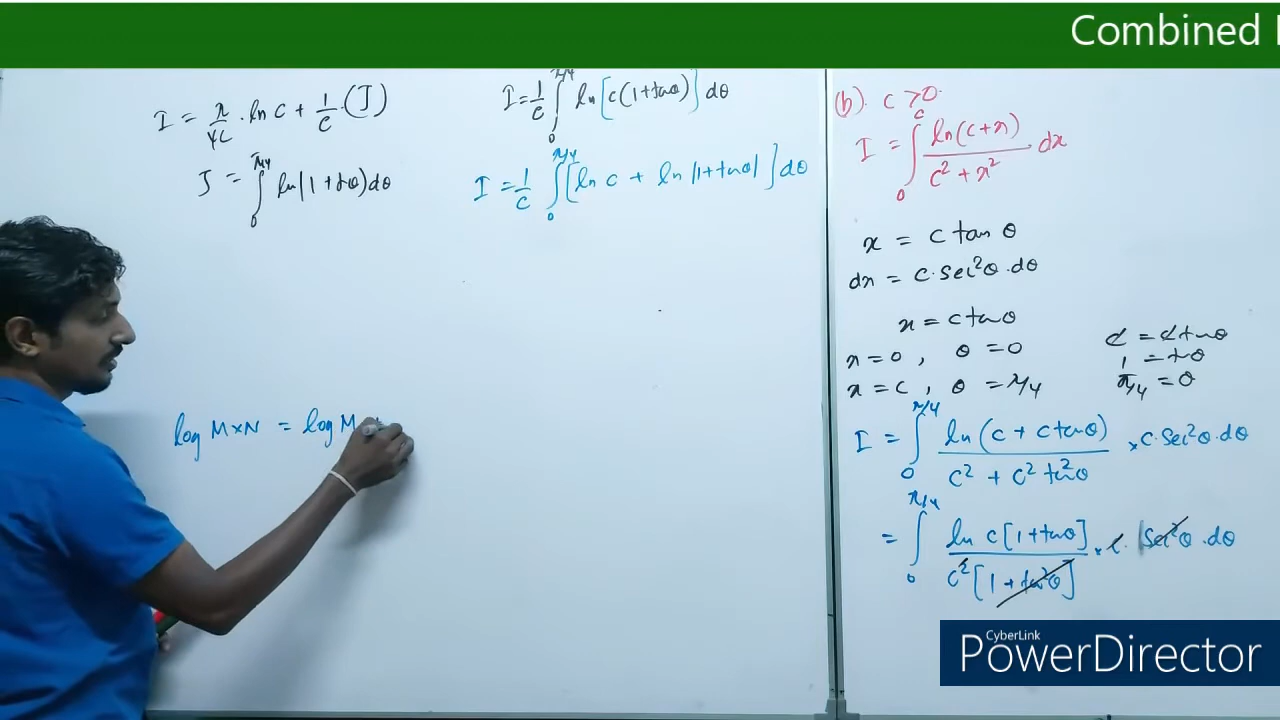 Combined
I = π/4c · ln c + 1/c (J)
J = ∫₀^π/4 ln(1 + tanθ) dθ
log M×N = log M +
I = 1/c ∫₀^π/4 ln[c(1+tanθ)] dθ
I = 1/c ∫₀^π/4 [ln c + ln(1+tanθ)] dθ
(b). c > 0.
I = ∫₀^c ln(c+x) / c² + x² dx
x = c tan θ
dx = c·sec²θ·dθ
x = c tanθ
x = 0 , θ = 0
x = c , θ = π/4
c = c tanθ
1 = tanθ
π/4 = θ
I = ∫₀^π/4 ln(c + c tanθ) / c² + c² tan²θ × c·sec²θ·dθ
= ∫₀^π/4 ln c[1+tanθ] / c²[1+tan²θ] × c· sec²θ·dθ
CyberLink
PowerDirector